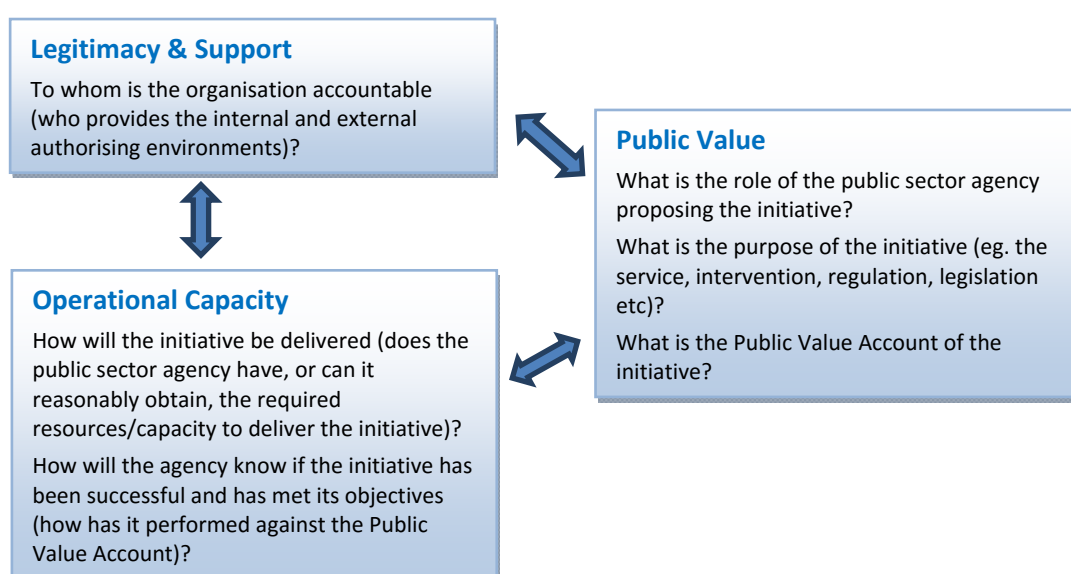 Legitimacy & Support
To whom is the organisation accountable
(who provides the internal and external
authorising environments)?
Public Value
What is the role of the public sector agency
proposing the initiative?
What is the purpose of the initiative (eg. the
service, intervention, regulation, legislation
etc)?
What is the Public Value Account of the
initiative?
Operational Capacity
How will the initiative be delivered (does the
public sector agency have, or can it
reasonably obtain, the required
resources/capacity to deliver the initiative)?
How will the agency know if the initiative has
been successful and has met its objectives
(how has it performed against the Public
Value Account)?